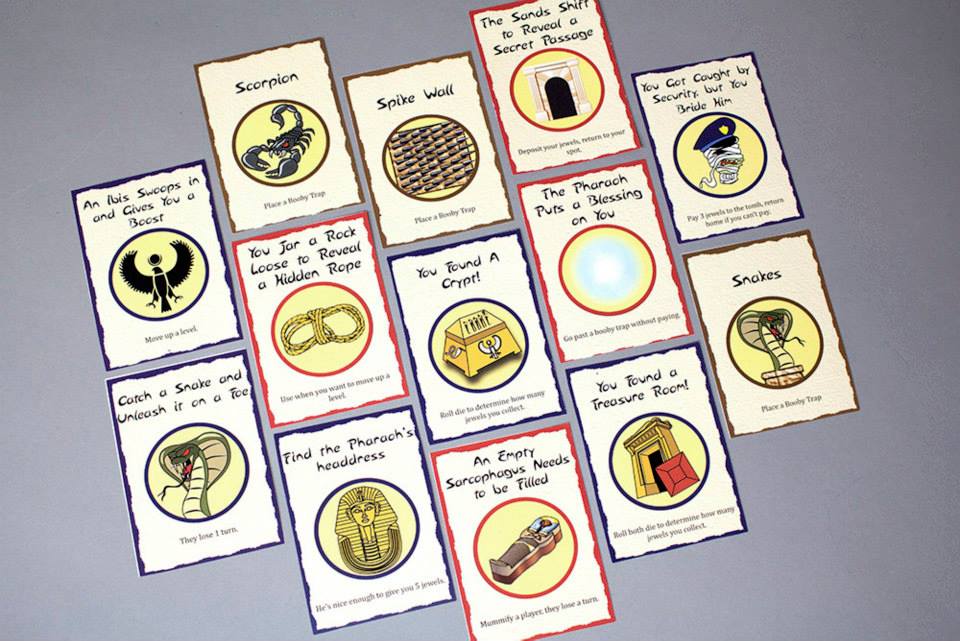 The Sands Shift
to Reveal a
Secret Passage
Deposit your jewels, return to your
spot.
Scorpion
Place a Booby Trap
Spike Wall
Place a Booby Trap
You Got Caught by
Security, but You
Bride Him
Pay 3 jewels to the tomb, return
home if you can't pay.
An Ibis Swoops in
and Gives You a
Boost
Move up a level.
You Jar a Rock
Loose to Reveal
a Hidden Rope
Use when you want to move up a
level.
You Found A
Crypt!
Roll die to determine how many
jewels you collect.
The Pharaoh
Puts a Blessing
on You
Go past a booby trap without paying.
Snakes
Place a Booby Trap
Catch a Snake and
Unleash it on a Foe
They lose 1 turn.
Find the Pharaoh's
headdress
He's nice enough to give you 5 jewels.
An Empty
Sarcophagus Needs
to be Filled
Mummify a player, they lose a turn.
You Found a
Treasure Room!
Roll both die to determine how many
jewels you collect.